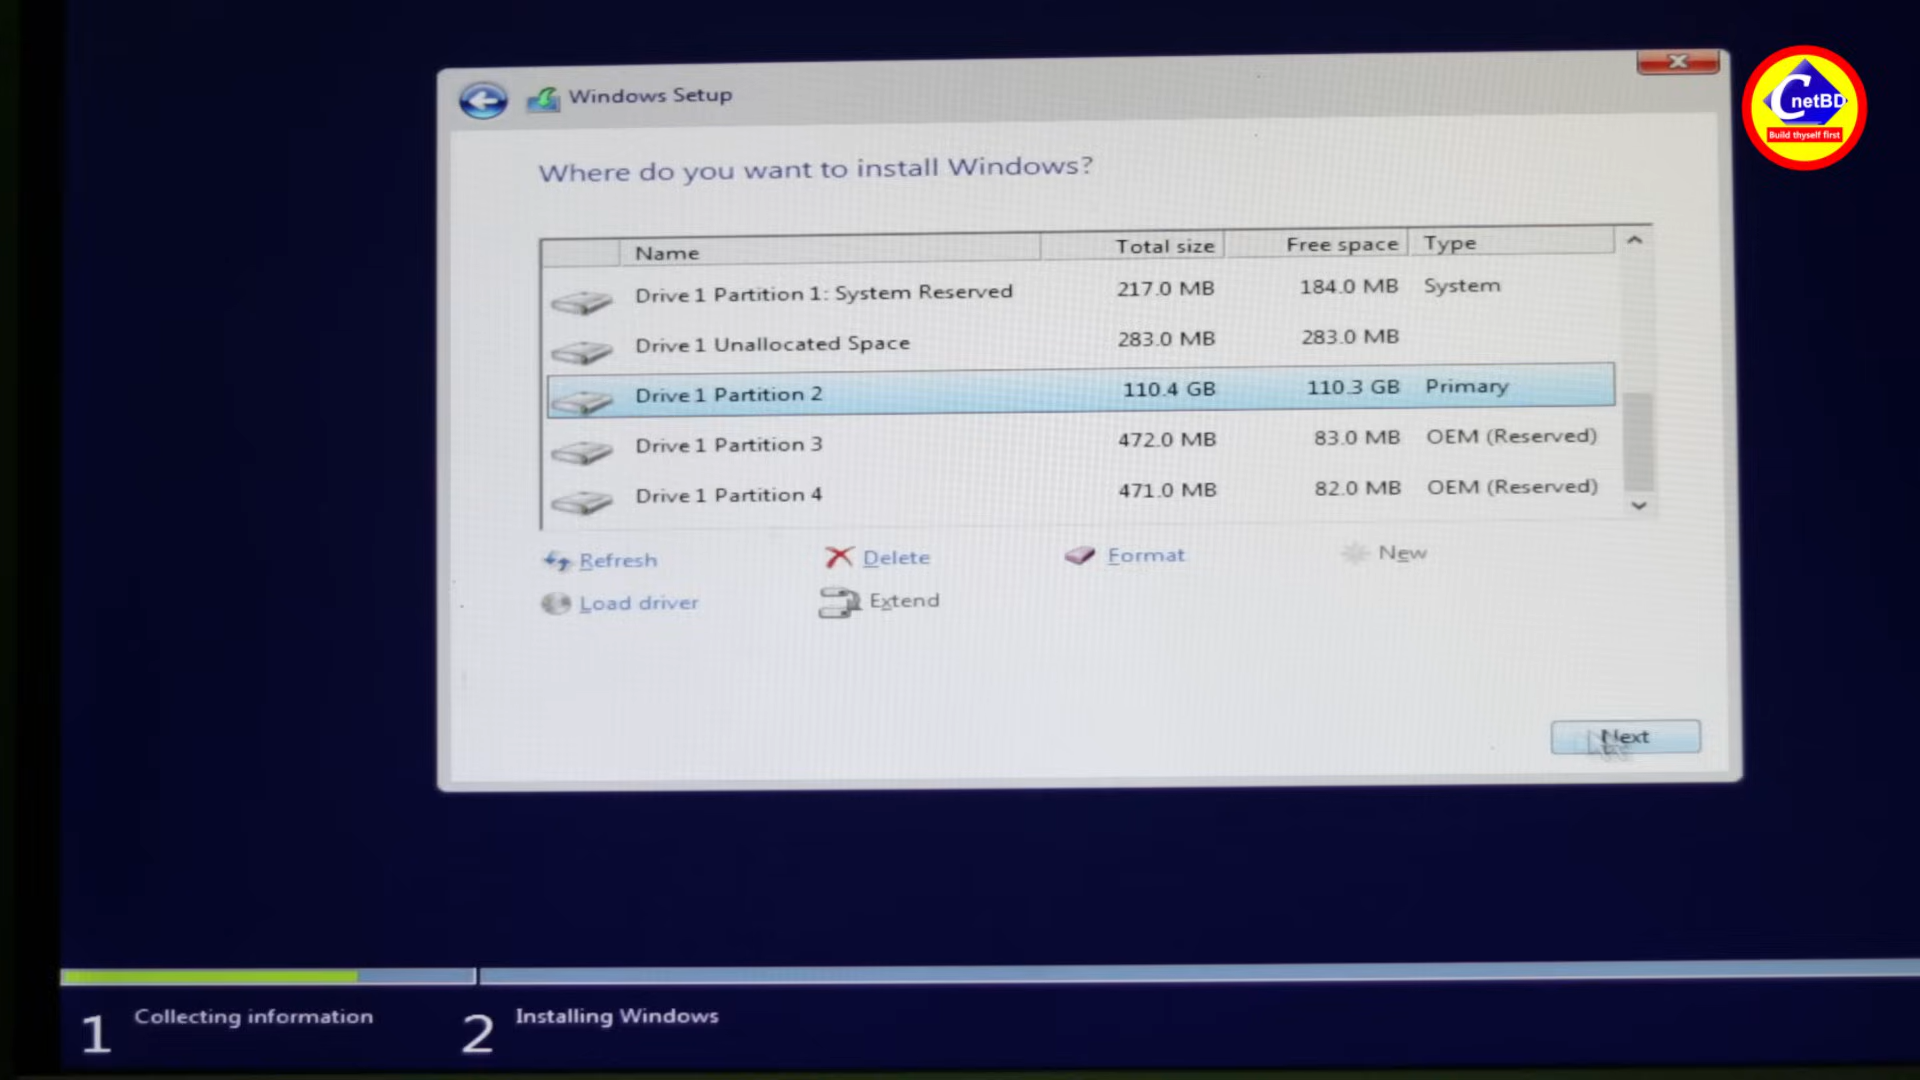 Windows Setup
C netBD
Build thyself first
Where do you want to install Windows?
Name Total size Free space Type
Drive 1 Partition 1: System Reserved 217.0 MB 184.0 MB System
Drive 1 Unallocated Space 283.0 MB 283.0 MB
Drive 1 Partition 2 110.4 GB 110.3 GB Primary
Drive 1 Partition 3 472.0 MB 83.0 MB OEM (Reserved)
Drive 1 Partition 4 471.0 MB 82.0 MB OEM (Reserved)
Refresh Delete Format New
Load driver Extend
Next
1 Collecting information 2 Installing Windows